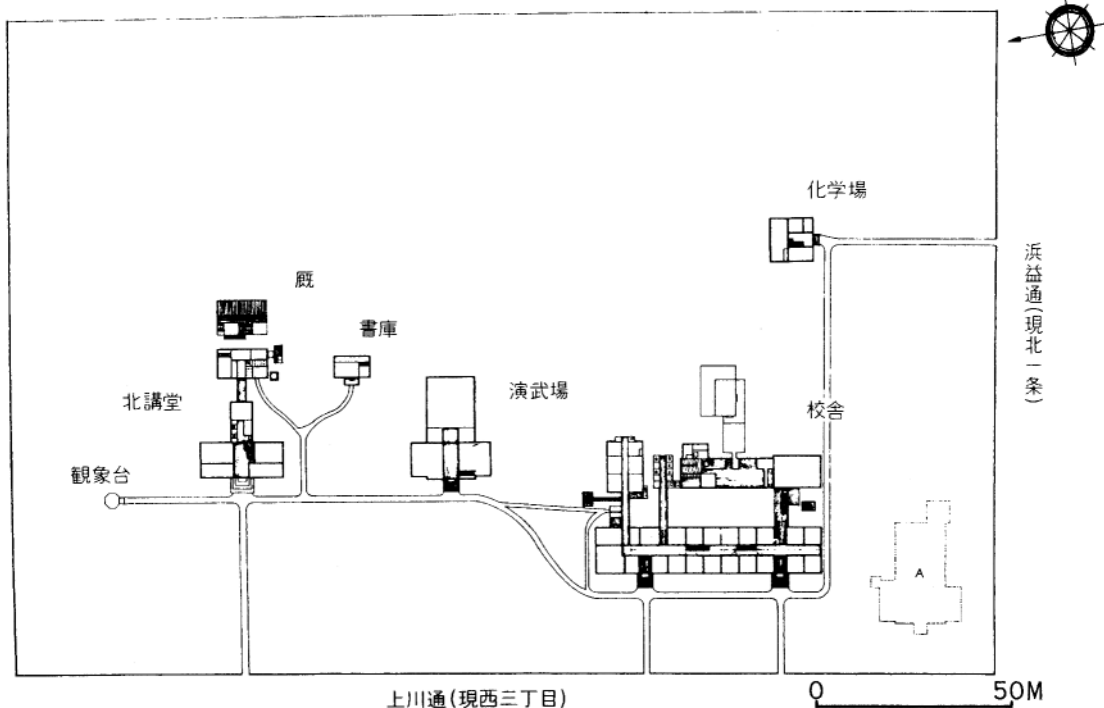 化学場
浜益通(現北一条)
厩
書庫
北講堂
演武場
校舎
観象台
A
上川通(現西三丁目)
0 50M